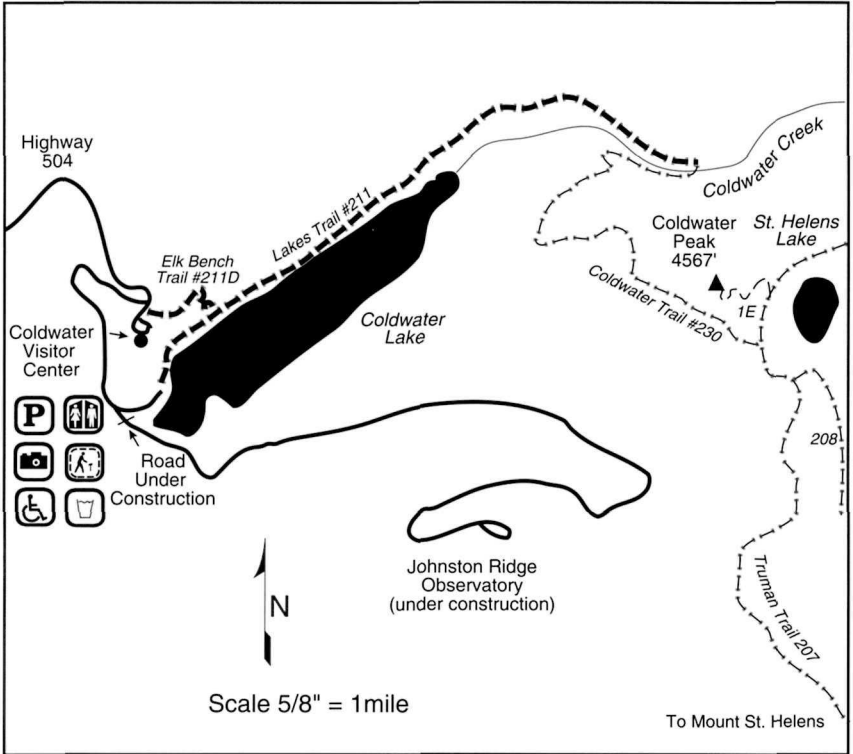 Highway
504
Coldwater Creek
Lakes Trail #211
Coldwater
Peak
4567'
St. Helens
Lake
Elk Bench
Trail #211D
Coldwater Trail #230
1E
Coldwater
Lake
Coldwater
Visitor
Center
P
Road
Under
Construction
208
Johnston Ridge
Observatory
(under construction)
Truman Trail 207
N
Scale 5/8" = 1mile
To Mount St. Helens